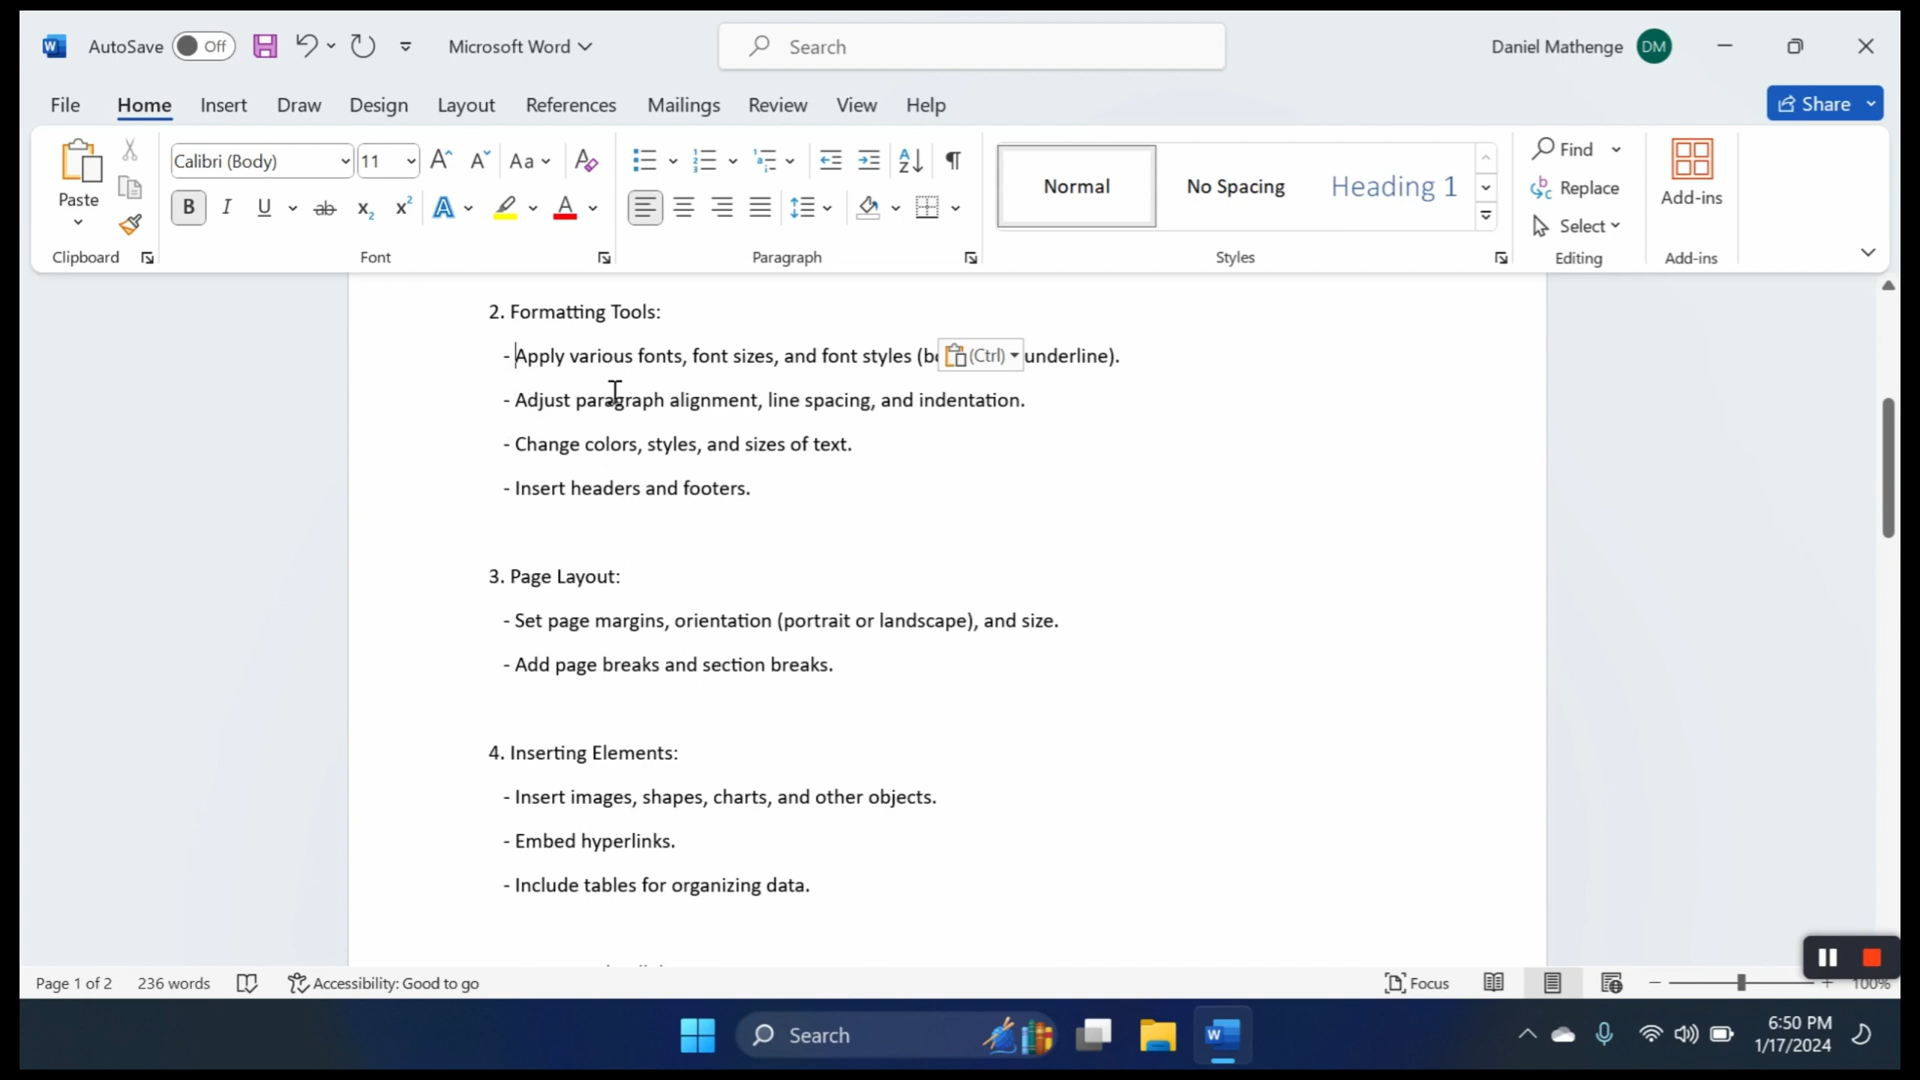 AutoSave Off Microsoft Word Search Daniel Mathenge DM
File Home Insert Draw Design Layout References Mailings Review View Help Share
Paste Calibri (Body) 11 Aa Normal No Spacing Heading 1 Find Replace Select Add-ins
Clipboard Font Paragraph Styles Editing Add-ins
2. Formatting Tools:
- Apply various fonts, font sizes, and font styles (Ctrl) underline).
- Adjust paragraph alignment, line spacing, and indentation.
- Change colors, styles, and sizes of text.
- Insert headers and footers.
3. Page Layout:
- Set page margins, orientation (portrait or landscape), and size.
- Add page breaks and section breaks.
4. Inserting Elements:
- Insert images, shapes, charts, and other objects.
- Embed hyperlinks.
- Include tables for organizing data.
Page 1 of 2 236 words Accessibility: Good to go Focus 100%
Search 6:50 PM
1/17/2024